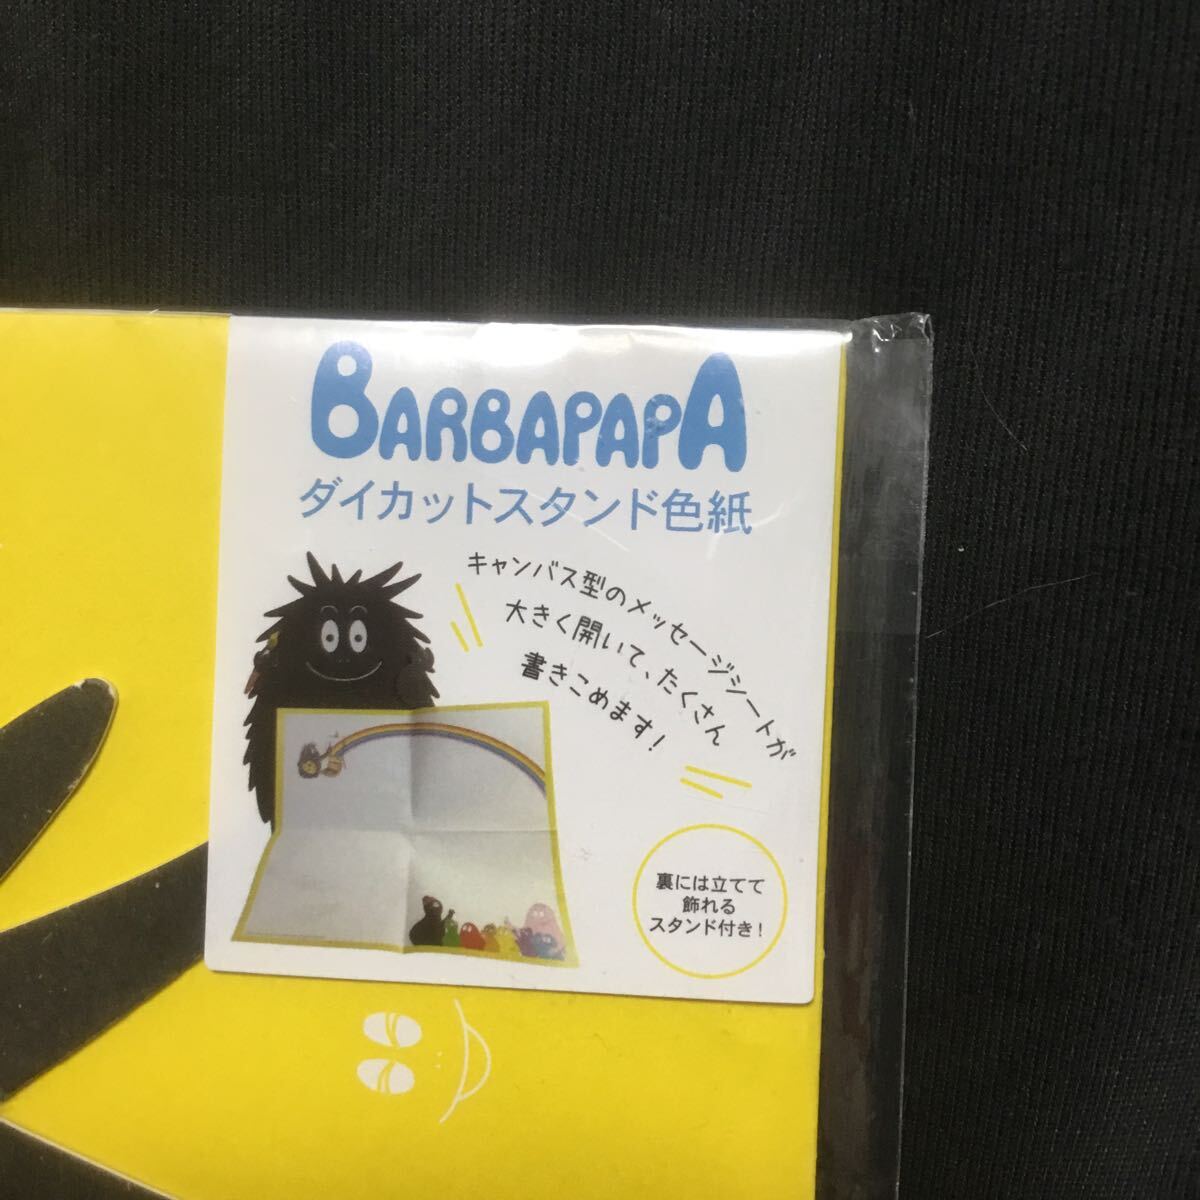 BARBAPAPA
ダイカットスタンド色紙
キャンバス型のメッセージシートが
大きく開いて、たくさん
書きこめます!
裏には立てて
飾れる
スタンド付き!